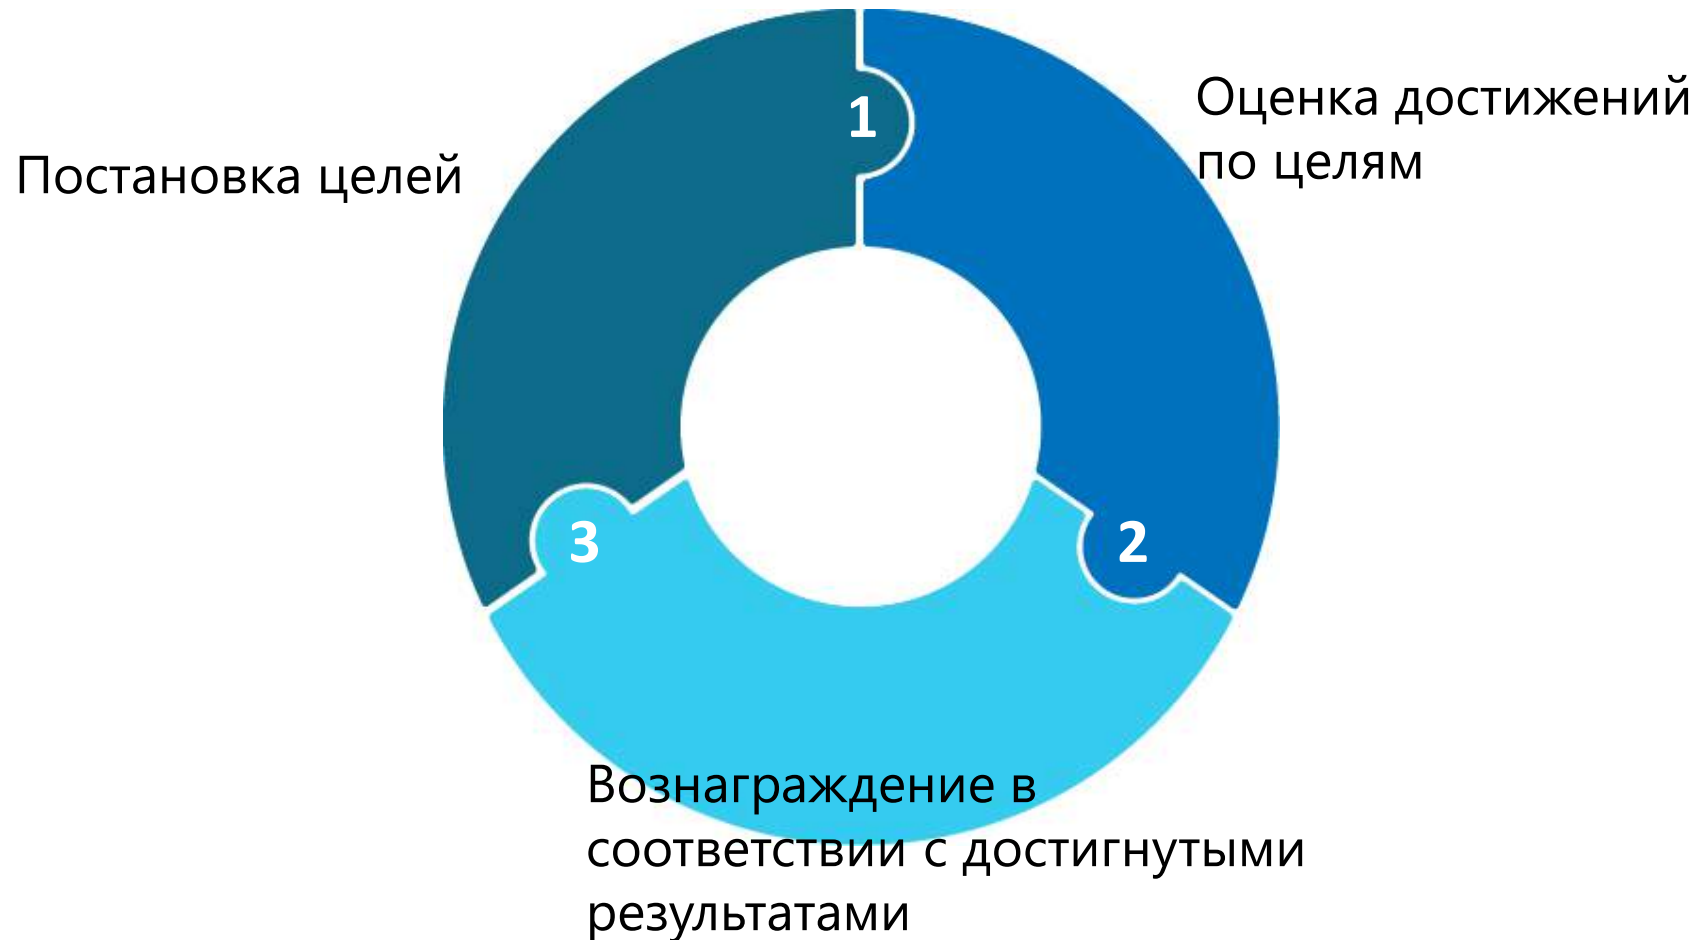 1
Оценка достижений
по целям
Постановка целей
3
2
Вознаграждение в
соответствии с достигнутыми
результатами